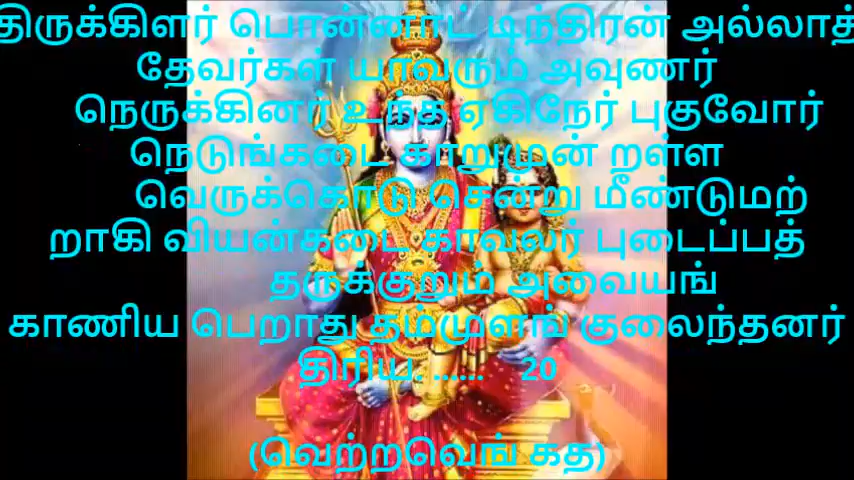 திருக்கிளர் பொன்னாட் டிந்திரன் அல்லாத்
தேவர்கள் யாவரும் அவுணர்
நெருக்கினர் உந்த ஏகிநேர் புகுவோர்
நெடுங்கடை காறுமுன் றள்ள
வெருக்கொடு சென்று மீண்டுமற்
றாகி வியன்கடை காவலர் புடைப்பத்
தருக்குறும் அவையங்
காணிய பெறாது தம்முளங் குலைந்தனர்
திரிய. ...... 20
(வெற்றவெங் கத)